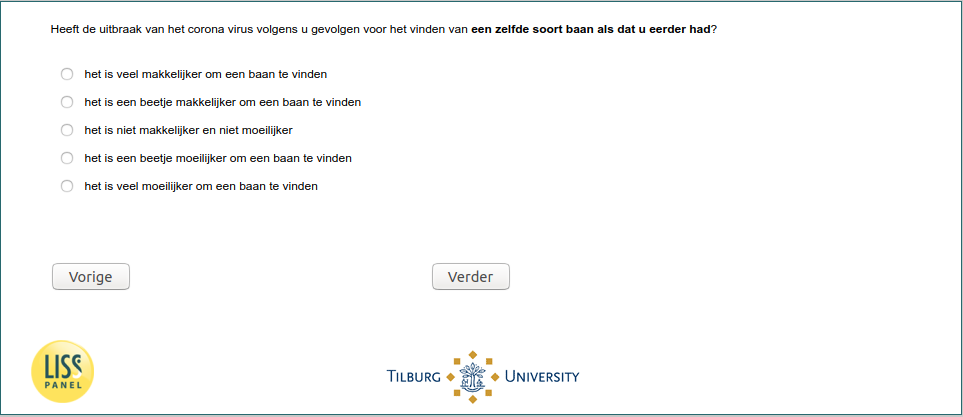 Heeft de uitbraak van het corona virus volgens u gevolgen voor het vinden van een zelfde soort baan als dat u eerder had?
het is veel makkelijker om een baan te vinden
het is een beetje makkelijker om een baan te vinden
het is niet makkelijker en niet moeilijker
het is een beetje moeilijker om een baan te vinden
het is veel moeilijker om een baan te vinden
Vorige Verder
LISS
PANEL
TILBURG UNIVERSITY